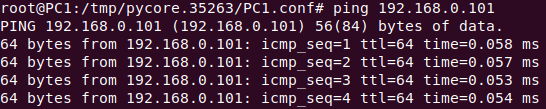 root@PC1:/tmp/pycore.35263/PC1.conf# ping 192.168.0.101
PING 192.168.0.101 (192.168.0.101) 56(84) bytes of data.
64 bytes from 192.168.0.101: icmp_seq=1 ttl=64 time=0.058 ms
64 bytes from 192.168.0.101: icmp_seq=2 ttl=64 time=0.057 ms
64 bytes from 192.168.0.101: icmp_seq=3 ttl=64 time=0.053 ms
64 bytes from 192.168.0.101: icmp_seq=4 ttl=64 time=0.054 ms